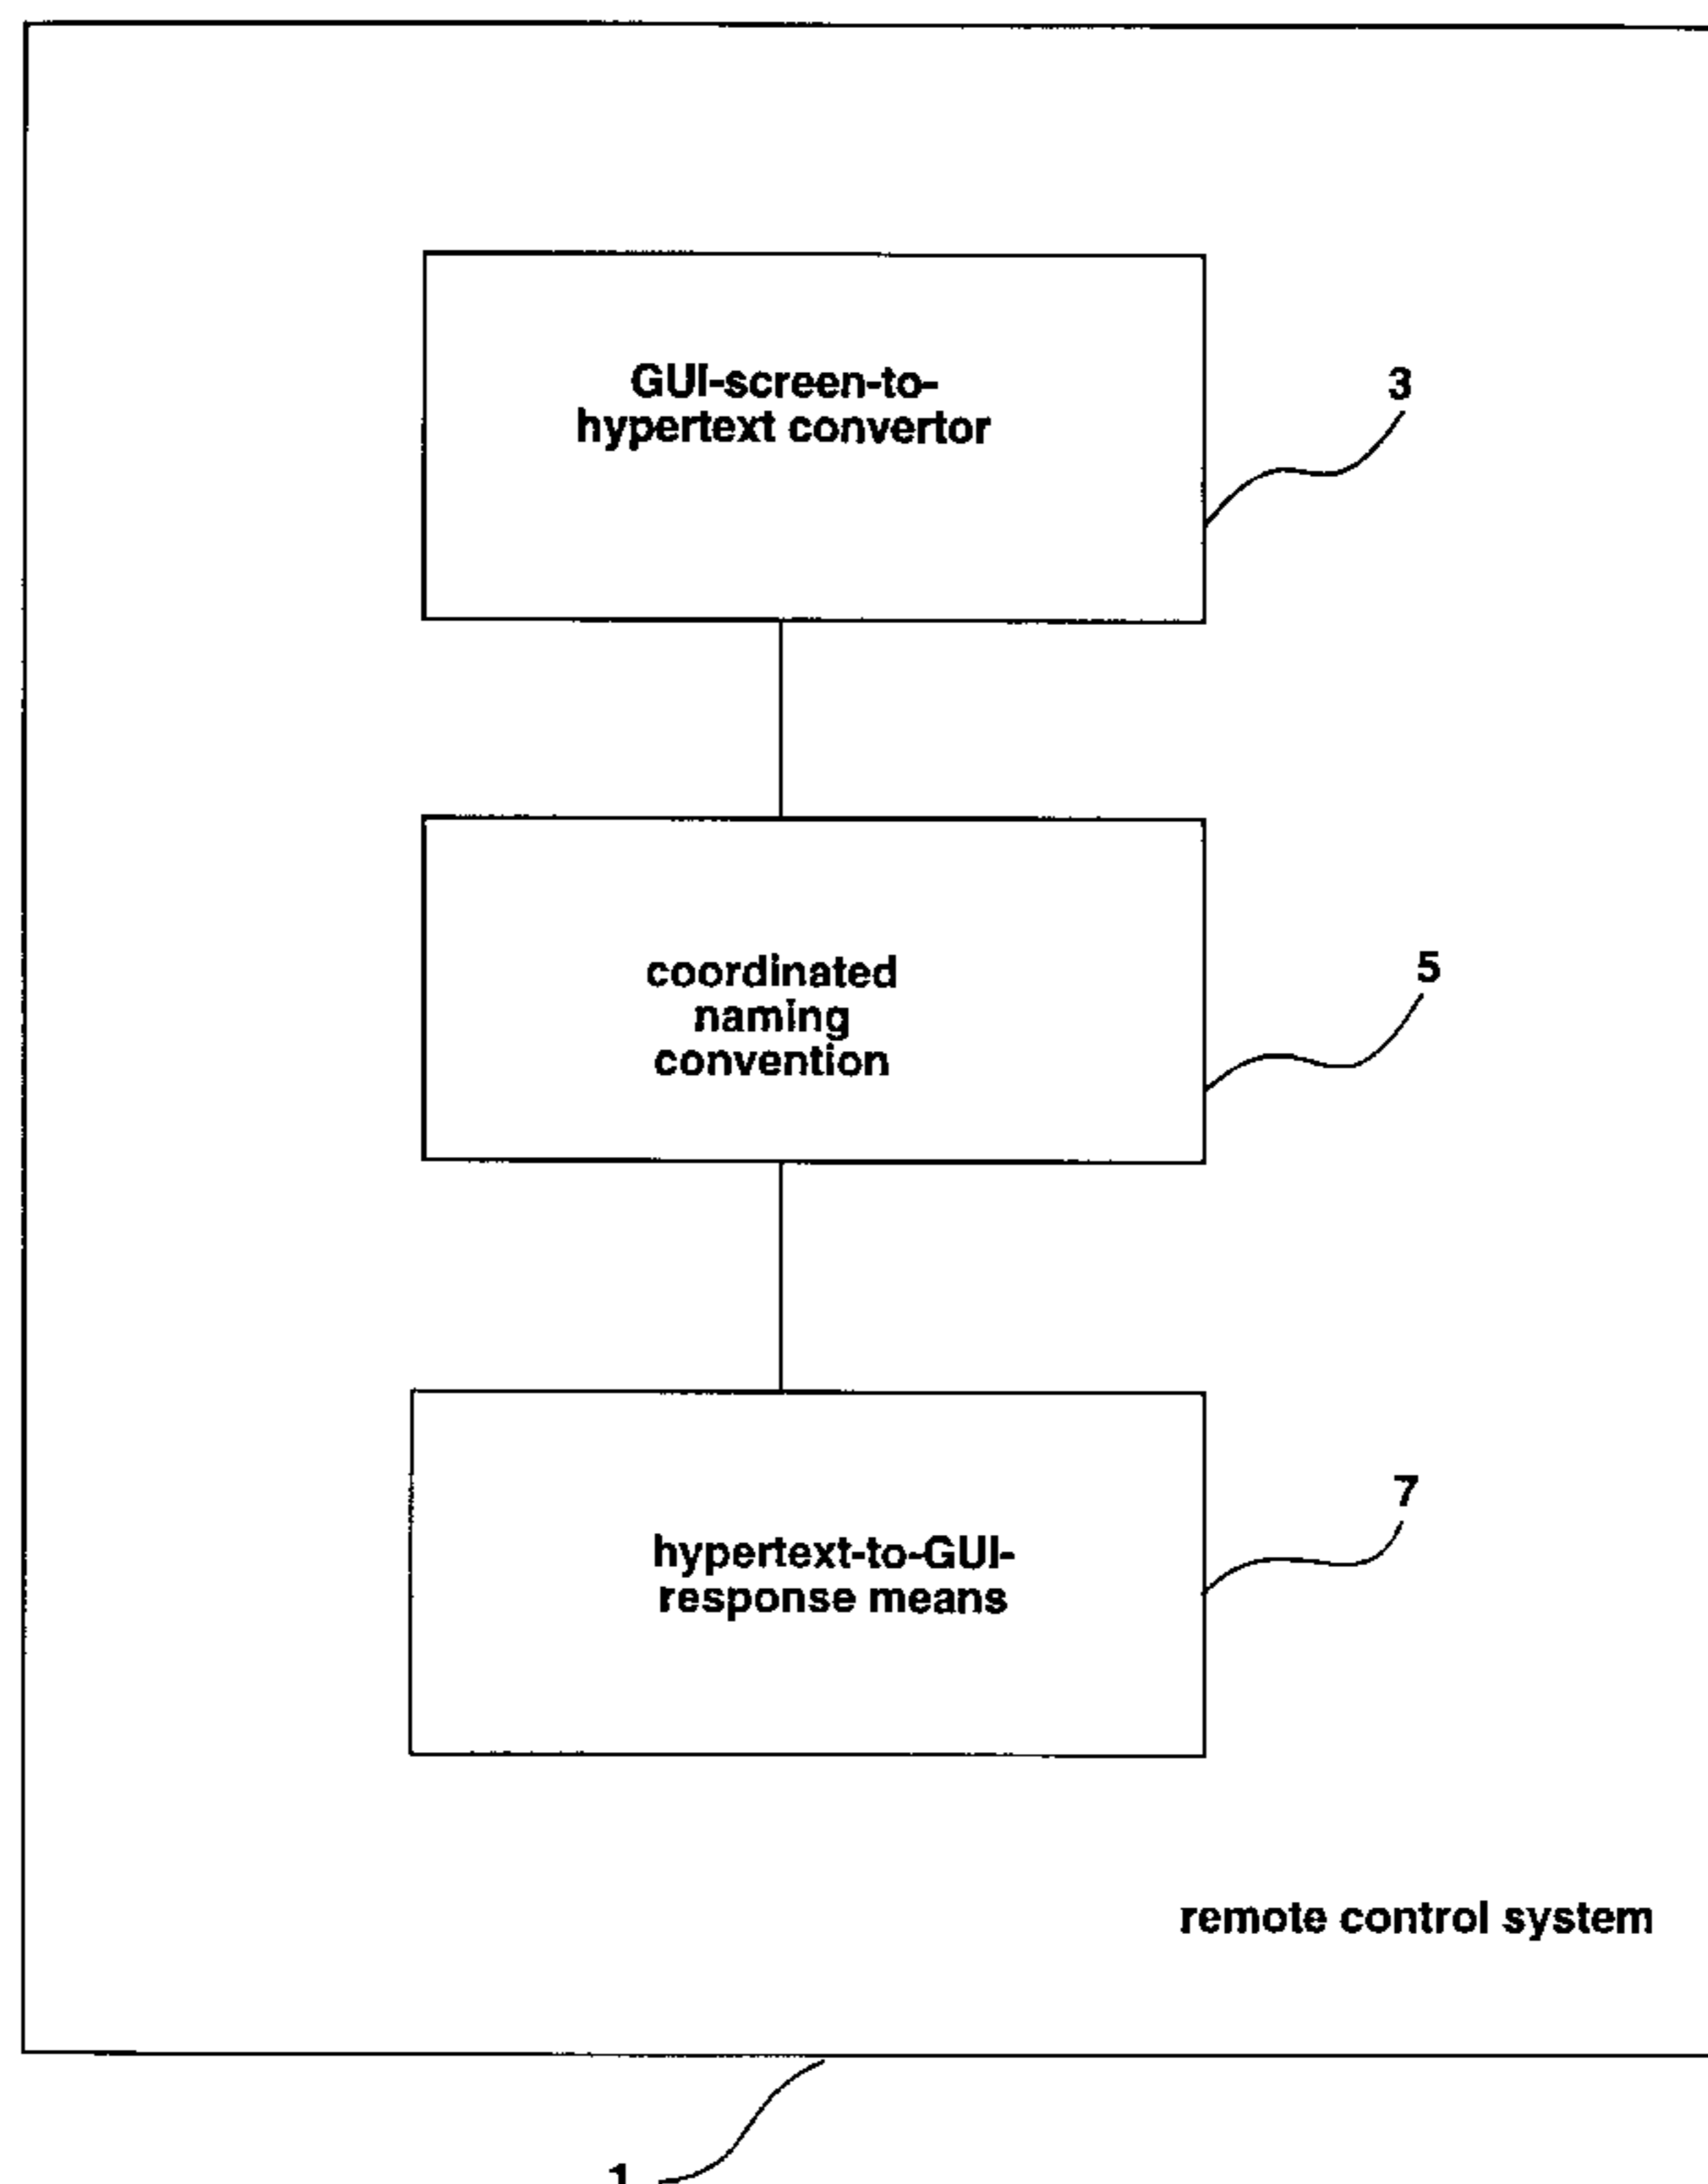 GUI-screen-to-
hypertext convertor
3
coordinated
naming
convention
5
7
hypertext-to-GUI-
response means
remote control system
1